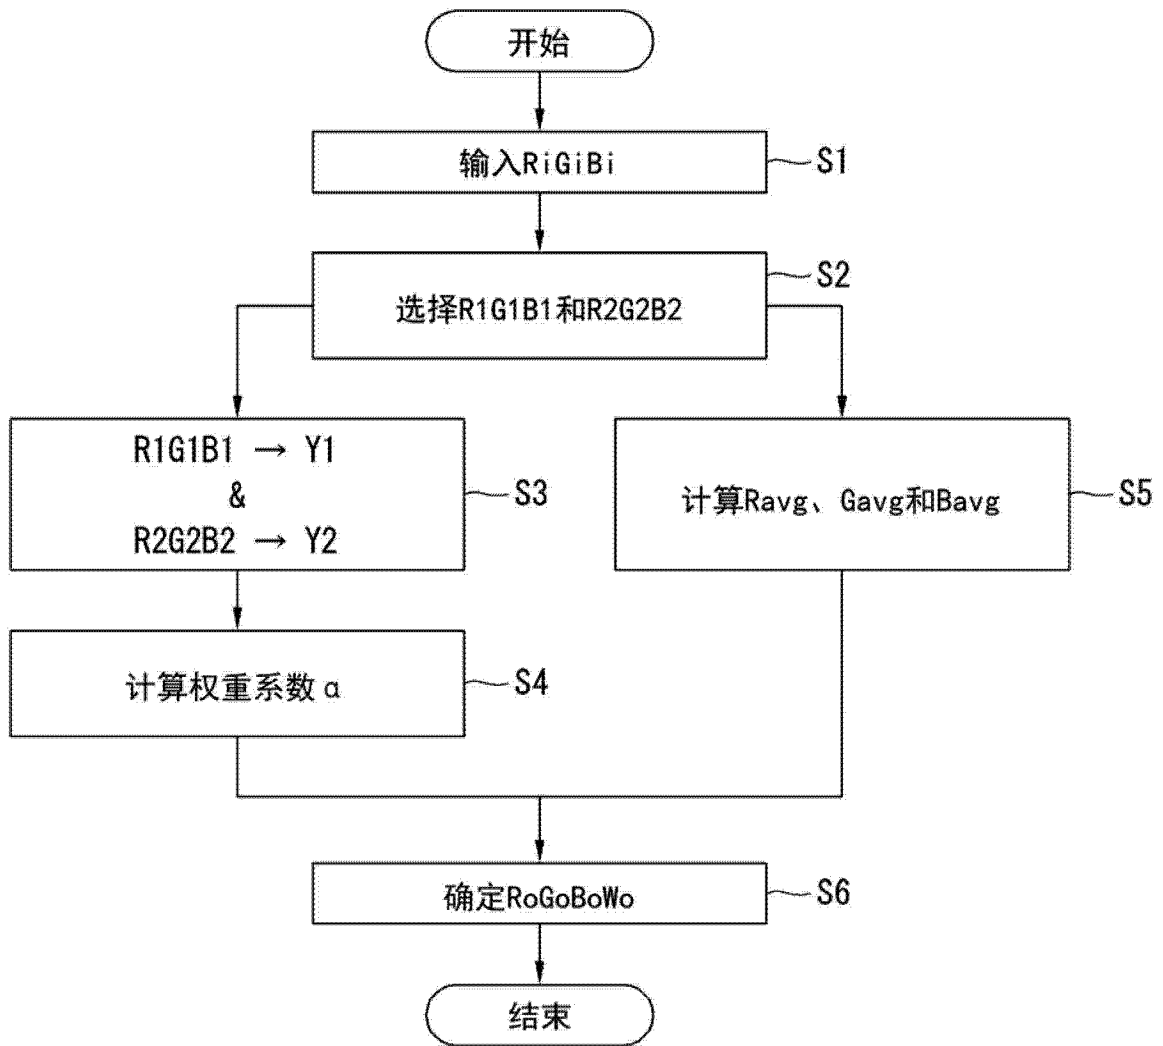 开始
输入RiGiBi
S1
选择R1G1B1和R2G2B2
S2
R1G1B1 → Y1
&
R2G2B2 → Y2
S3
计算Ravg、Gavg和Bavg
S5
计算权重系数α
S4
确定RoGoBoWo
S6
结束